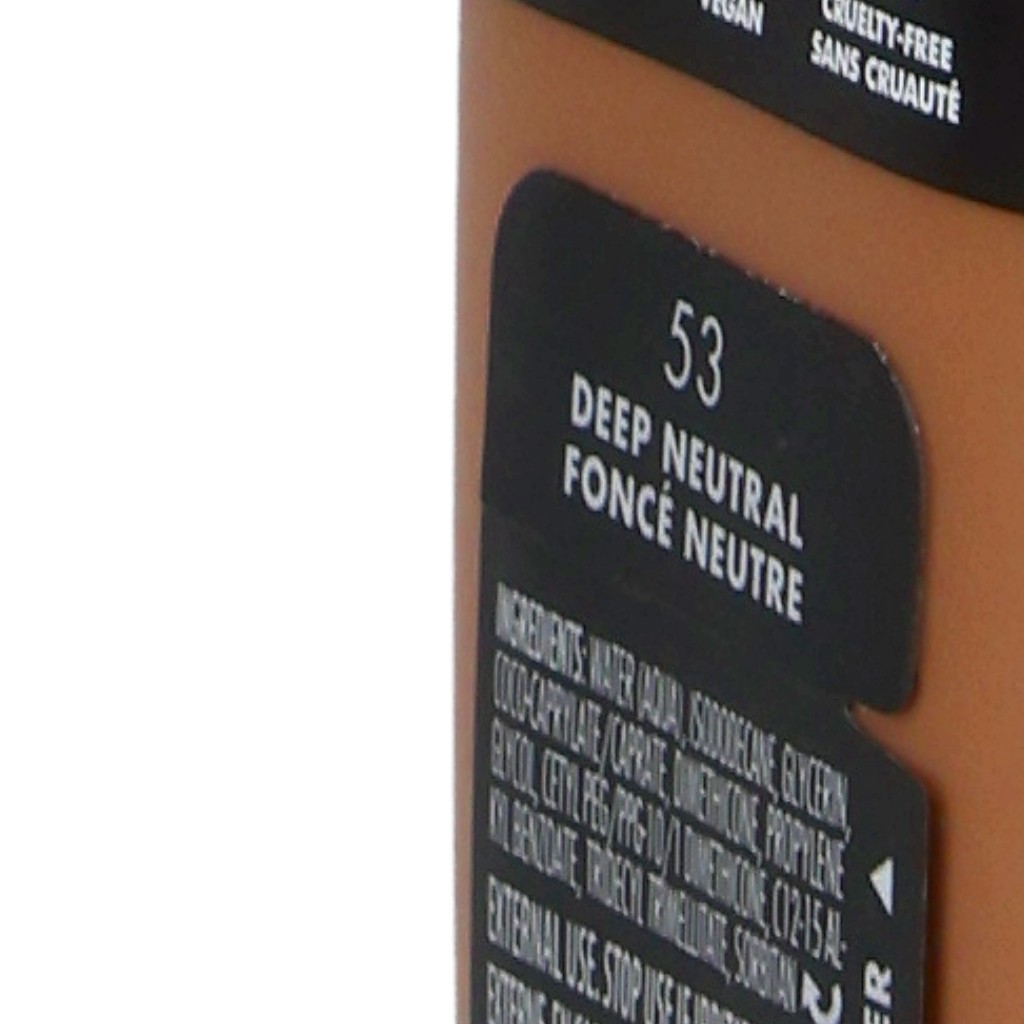 VEGAN
CRUELTY-FREE
SANS CRUAUTÉ
53
DEEP NEUTRAL
FONCÉ NEUTRE
INGREDIENTS: WATER (AQUA), ISODODECANE, GLYCERIN,
COCO-CAPRYLATE/CAPRATE, DIMETHICONE, PROPYLENE
GLYCOL, CETYL PEG/PPG-10/1 DIMETHICONE, C12-15 AL-
KYL BENZOATE, TRIDECYL TRIMELLITATE, SORBITAN
EXTERNAL USE. STOP USE IF